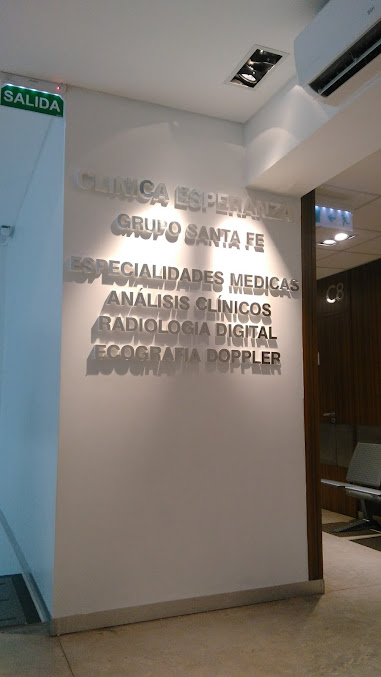 SALIDA
CLINICA ESPERANZA
GRUPO SANTA FE
ESPECIALIDADES MEDICAS
ANÁLISIS CLÍNICOS
RADIOLOGIA DIGITAL
ECOGRAFIA DOPPLER
C8